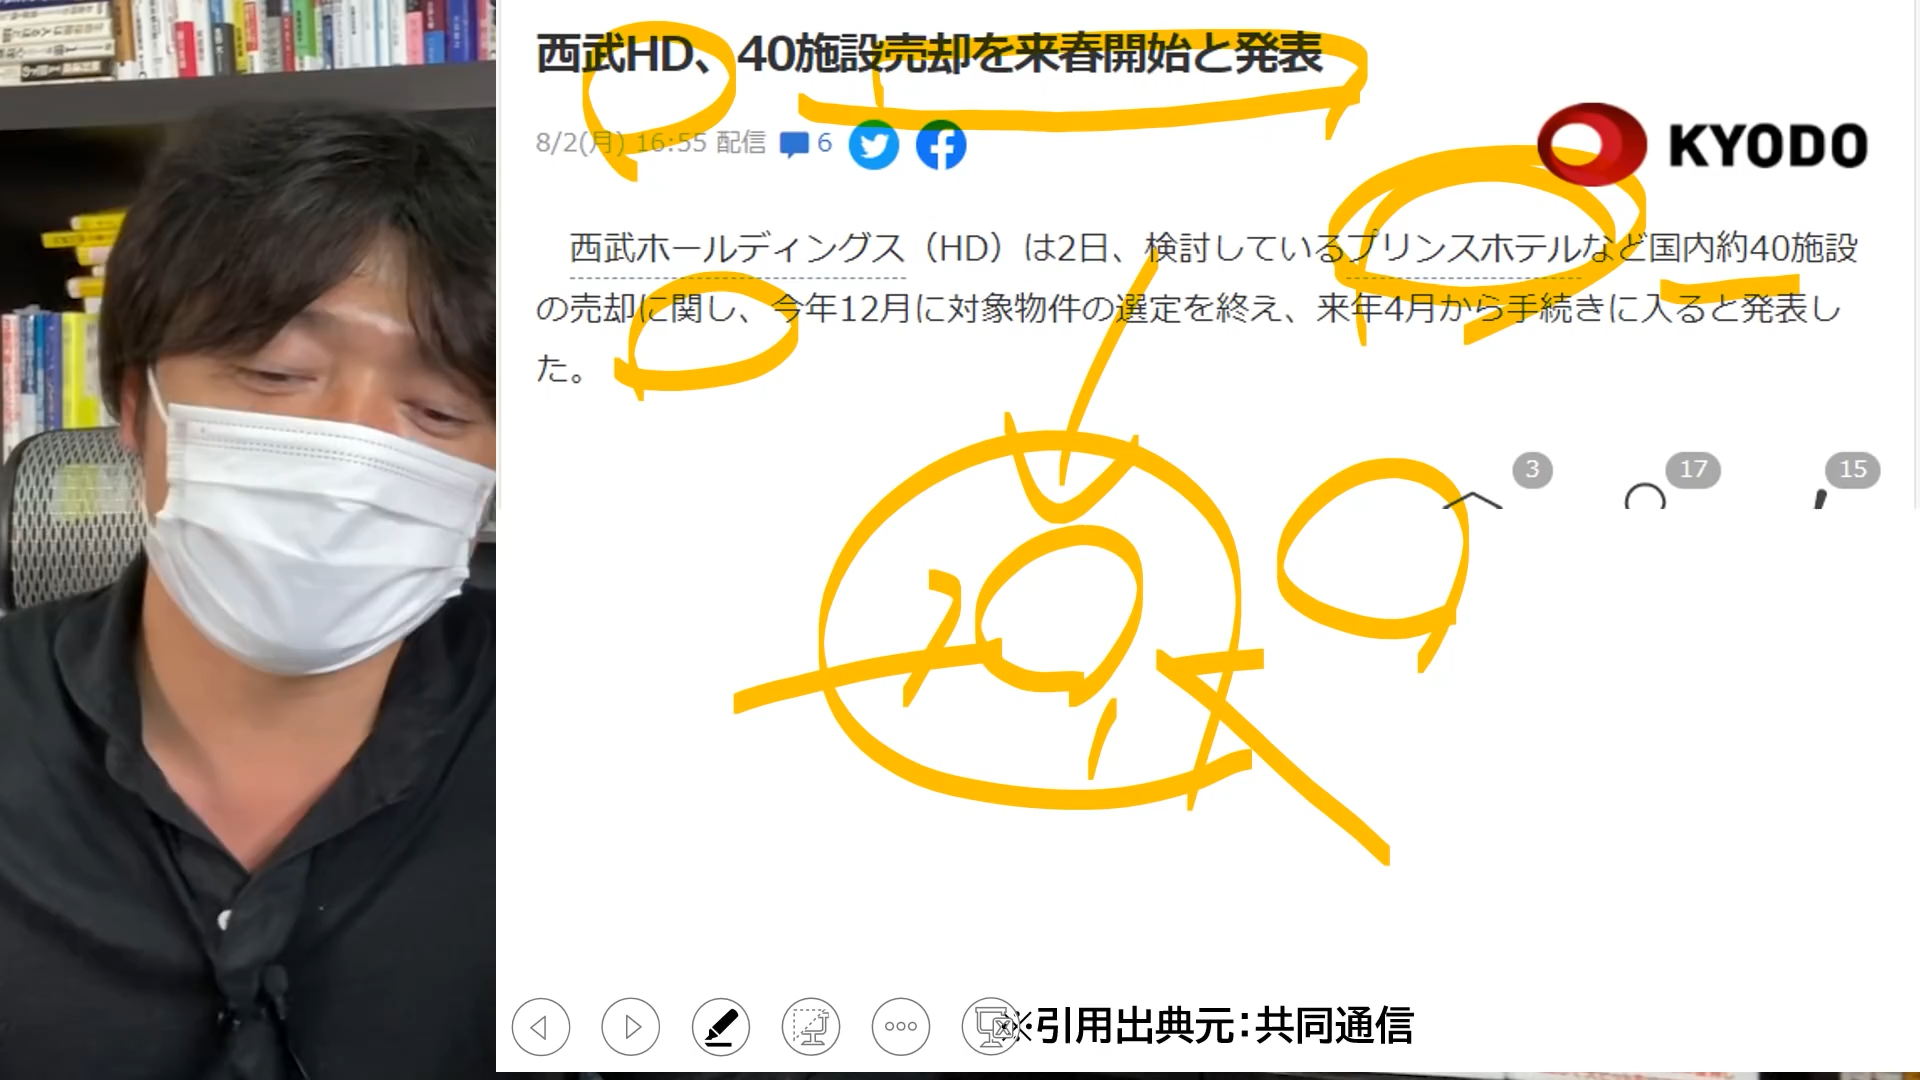 西武HD、40施設売却を来春開始と発表
8/2(月) 16:55 配信 6
KYODO
西武ホールディングス（HD）は2日、検討しているプリンスホテルなど国内約40施設
の売却に関し、今年12月に対象物件の選定を終え、来年4月から手続きに入ると発表し
た。
3 17 15
※引用出典元：共同通信